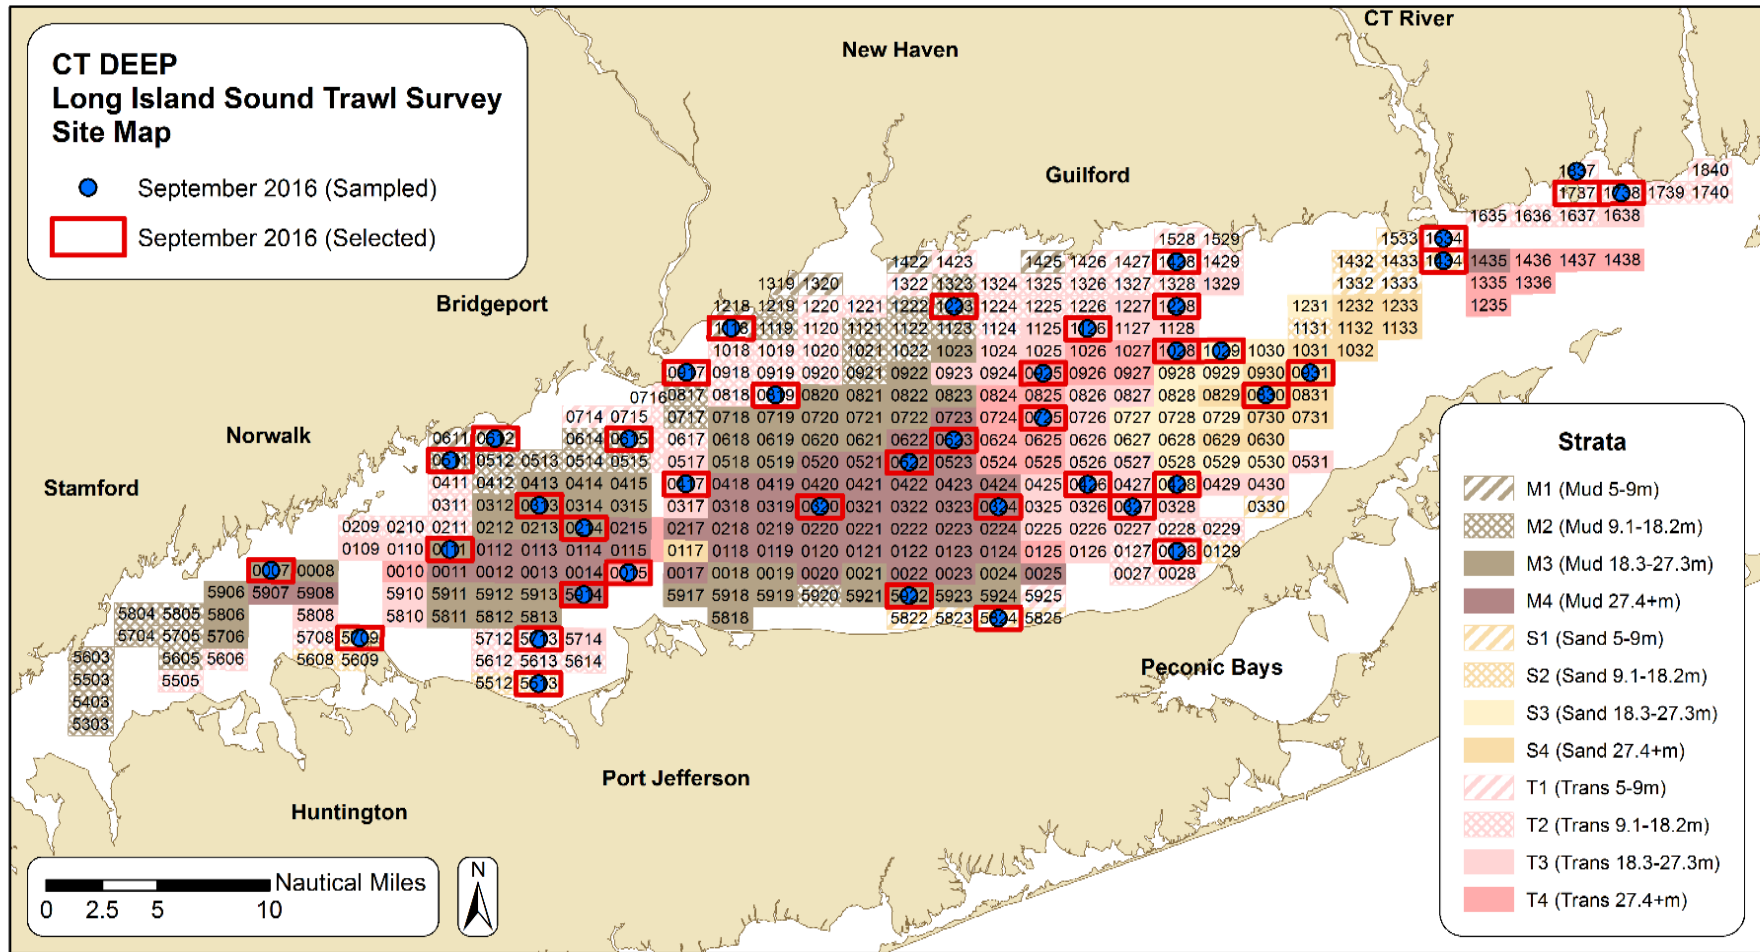 CT River
New Haven
CT DEEP
Long Island Sound Trawl Survey
Site Map
September 2016 (Sampled)
September 2016 (Selected)
Guilford
Bridgeport
Norwalk
Stamford
1840
1737 1739 1740
1635 1636 1637 1638
1528 1529 1533
1422 1423 1425 1426 1427 1429 1432 1433 1435 1436 1437 1438
1319 1320 1322 1323 1324 1325 1326 1327 1328 1329 1332 1333 1335 1336
1218 1219 1220 1221 1222 1224 1225 1226 1227 1231 1232 1233 1235
1119 1120 1121 1122 1123 1124 1125 1127 1128 1131 1132 1133
1018 1019 1020 1021 1022 1023 1024 1025 1026 1027 1030 1031 1032
0918 0919 0920 0921 0922 0923 0924 0926 0927 0928 0929 0930
0716 0817 0818 0820 0821 0822 0823 0824 0825 0826 0827 0828 0829 0831
0714 0715 0717 0718 0719 0720 0721 0722 0723 0724 0726 0727 0728 0729 0730 0731
0611 0614 0617 0618 0619 0620 0621 0622 0624 0625 0626 0627 0628 0629 0630
0512 0513 0514 0515 0517 0518 0519 0520 0521 0523 0524 0525 0526 0527 0528 0529 0530 0531
0411 0412 0413 0414 0415 0418 0419 0420 0421 0422 0423 0424 0425 0427 0429 0430
0311 0312 0314 0315 0317 0318 0319 0321 0322 0323 0325 0326 0328 0330
0209 0210 0211 0212 0213 0215 0217 0218 0219 0220 0221 0222 0223 0224 0225 0226 0227 0228 0229
0109 0110 0112 0113 0114 0115 0117 0118 0119 0120 0121 0122 0123 0124 0125 0126 0127 0129
0008 0010 0011 0012 0013 0014 0017 0018 0019 0020 0021 0022 0023 0024 0025 0027 0028
5906 5907 5908 5910 5911 5912 5913 5917 5918 5919 5920 5921 5923 5924 5925
5804 5805 5806 5808 5810 5811 5812 5813 5818 5822 5823 5825
5704 5705 5706 5708 5712 5714
5603 5605 5606 5608 5609 5612 5613 5614
5503 5505 5512
5403
5303
Peconic Bays
Port Jefferson
Huntington
Strata
M1 (Mud 5-9m)
M2 (Mud 9.1-18.2m)
M3 (Mud 18.3-27.3m)
M4 (Mud 27.4+m)
S1 (Sand 5-9m)
S2 (Sand 9.1-18.2m)
S3 (Sand 18.3-27.3m)
S4 (Sand 27.4+m)
T1 (Trans 5-9m)
T2 (Trans 9.1-18.2m)
T3 (Trans 18.3-27.3m)
T4 (Trans 27.4+m)
Nautical Miles
0 2.5 5 10
N